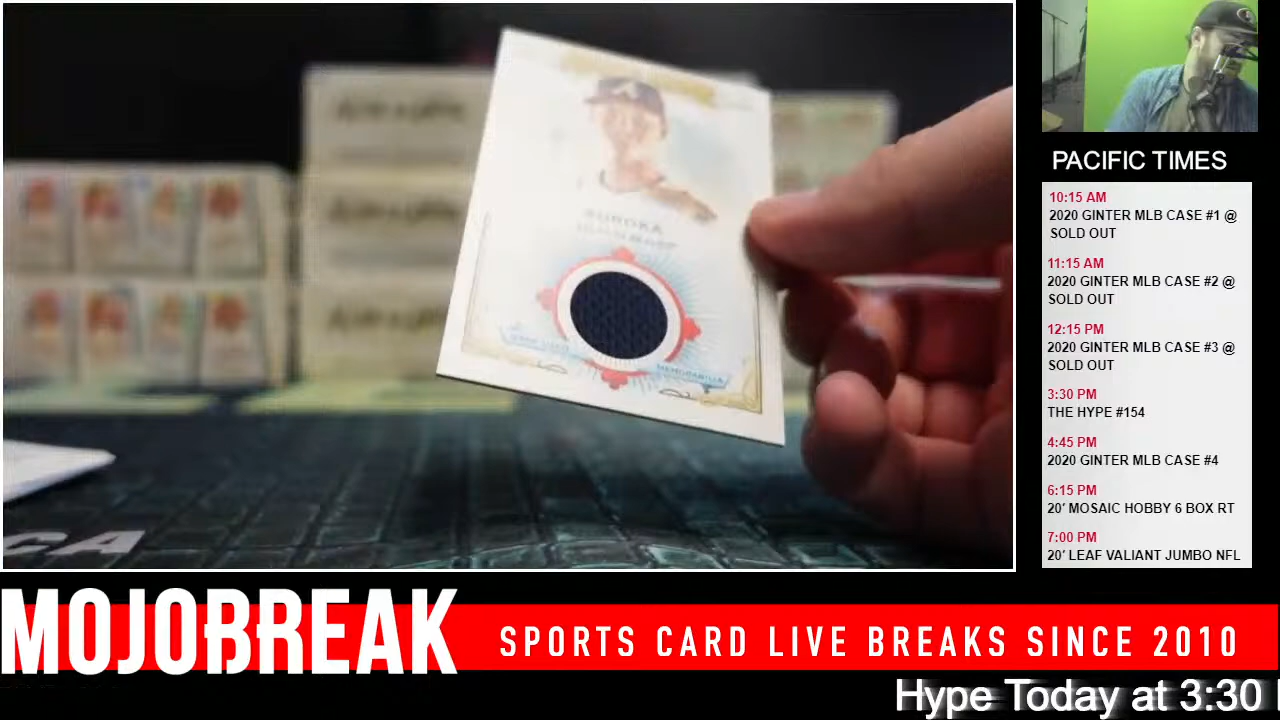 MEMORABILIA
CA
PACIFIC TIMES
10:15 AM
2020 GINTER MLB CASE #1 @
SOLD OUT
11:15 AM
2020 GINTER MLB CASE #2 @
SOLD OUT
12:15 PM
2020 GINTER MLB CASE #3 @
SOLD OUT
3:30 PM
THE HYPE #154
4:45 PM
2020 GINTER MLB CASE #4
6:15 PM
20' MOSAIC HOBBY 6 BOX RT
7:00 PM
20' LEAF VALIANT JUMBO NFL
MOJOBREAK
SPORTS CARD LIVE BREAKS SINCE 2010
Hype Today at 3:30